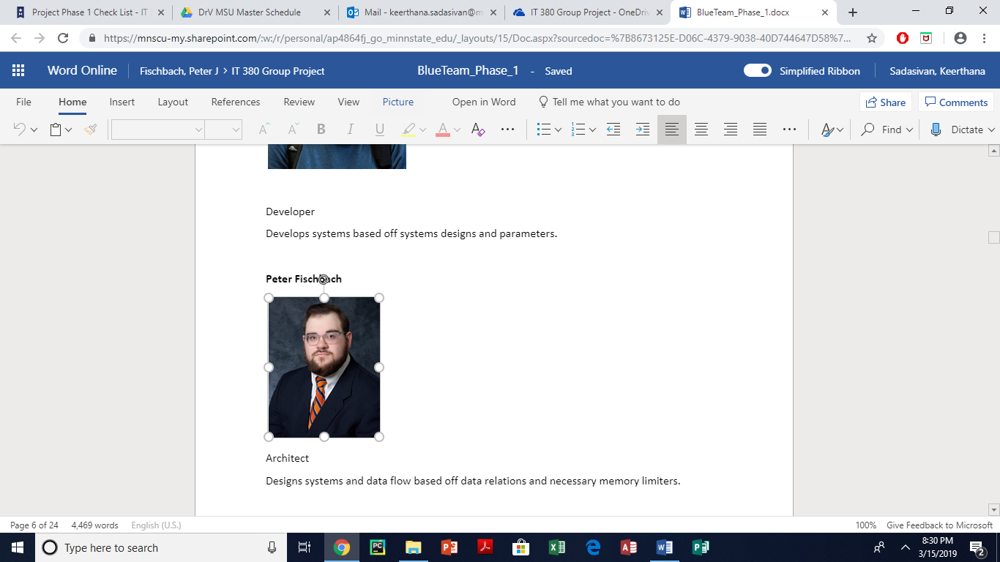 Project Phase 1 Check List - IT
DrV MSU Master Schedule
Mail - keerthana.sadasivan@m
IT 380 Group Project - OneDriv
BlueTeam_Phase_1.docx
https://mnscu-my.sharepoint.com/:w:/r/personal/ap4864fj_go_minnstate_edu/_layouts/15/Doc.aspx?sourcedoc=%7B8673125E-D06C-4379-9038-40D744647D58%7...
Word Online
Fischbach, Peter J > IT 380 Group Project
BlueTeam_Phase_1 - Saved
Simplified Ribbon
Sadasivan, Keerthana
File Home Insert Layout References Review View Picture Open in Word Tell me what you want to do Share Comments
B I U A Find Dictate
Developer
Develops systems based off systems designs and parameters.
Peter Fischbach
Architect
Designs systems and data flow based off data relations and necessary memory limiters.
Page 6 of 24 4,469 words English (U.S.) 100% Give Feedback to Microsoft
Type here to search
8:30 PM
3/15/2019
2